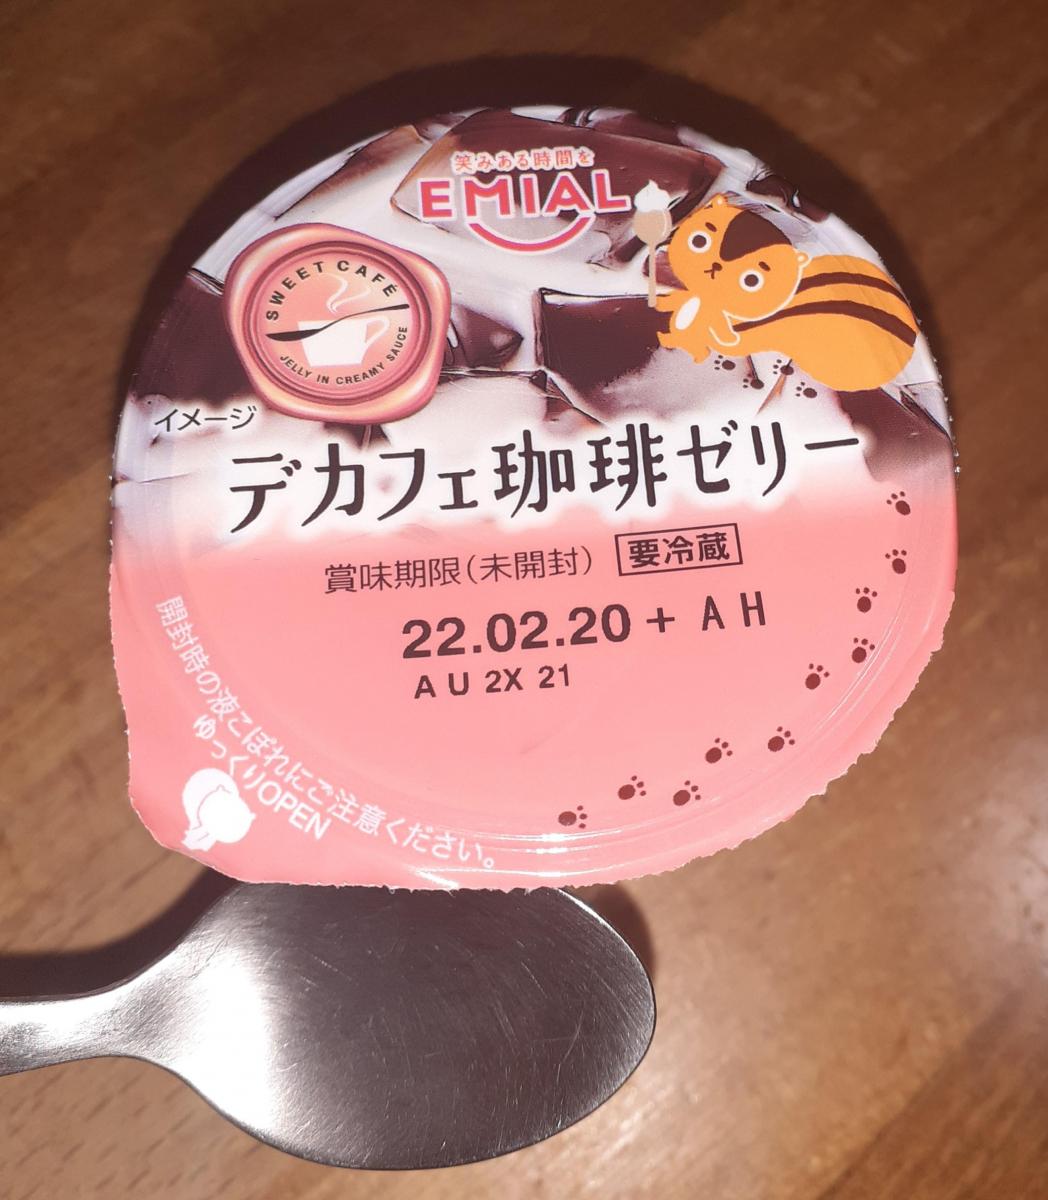 笑みある時間を
EMIAL
SWEET CAFÉ
JELLY IN CREAMY SAUCE
イメージ
デカフェ珈琲ゼリー
賞味期限(未開封) 要冷蔵
22.02.20 + A H
A U 2X 21
開封時の液こぼれにご注意ください。
ゆっくりOPEN